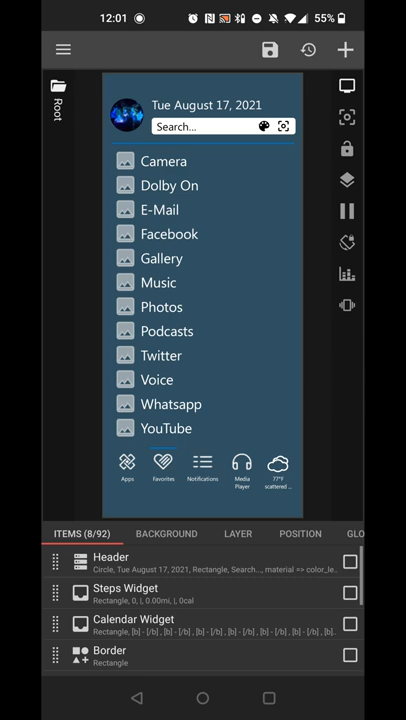 12:01
55%
Root
Tue August 17, 2021
Search...
Camera
Dolby On
E-Mail
Facebook
Gallery
Music
Photos
Podcasts
Twitter
Voice
Whatsapp
YouTube
Apps
Favorites
Notifications
Media
Player
77°F
scattered ...
ITEMS (8/92)
BACKGROUND
LAYER
POSITION
GLO
Header
Circle, Tue August 17, 2021, Rectangle, Search..., material => color_le..
Steps Widget
Rectangle, 0, |, 0.00mi, |, 0cal
Calendar Widget
Rectangle, [b] - [/b] , [b] - [/b] , [b] - [/b] , [b] - [/b] , [b] - [/b] , [b]..
Border
Rectangle